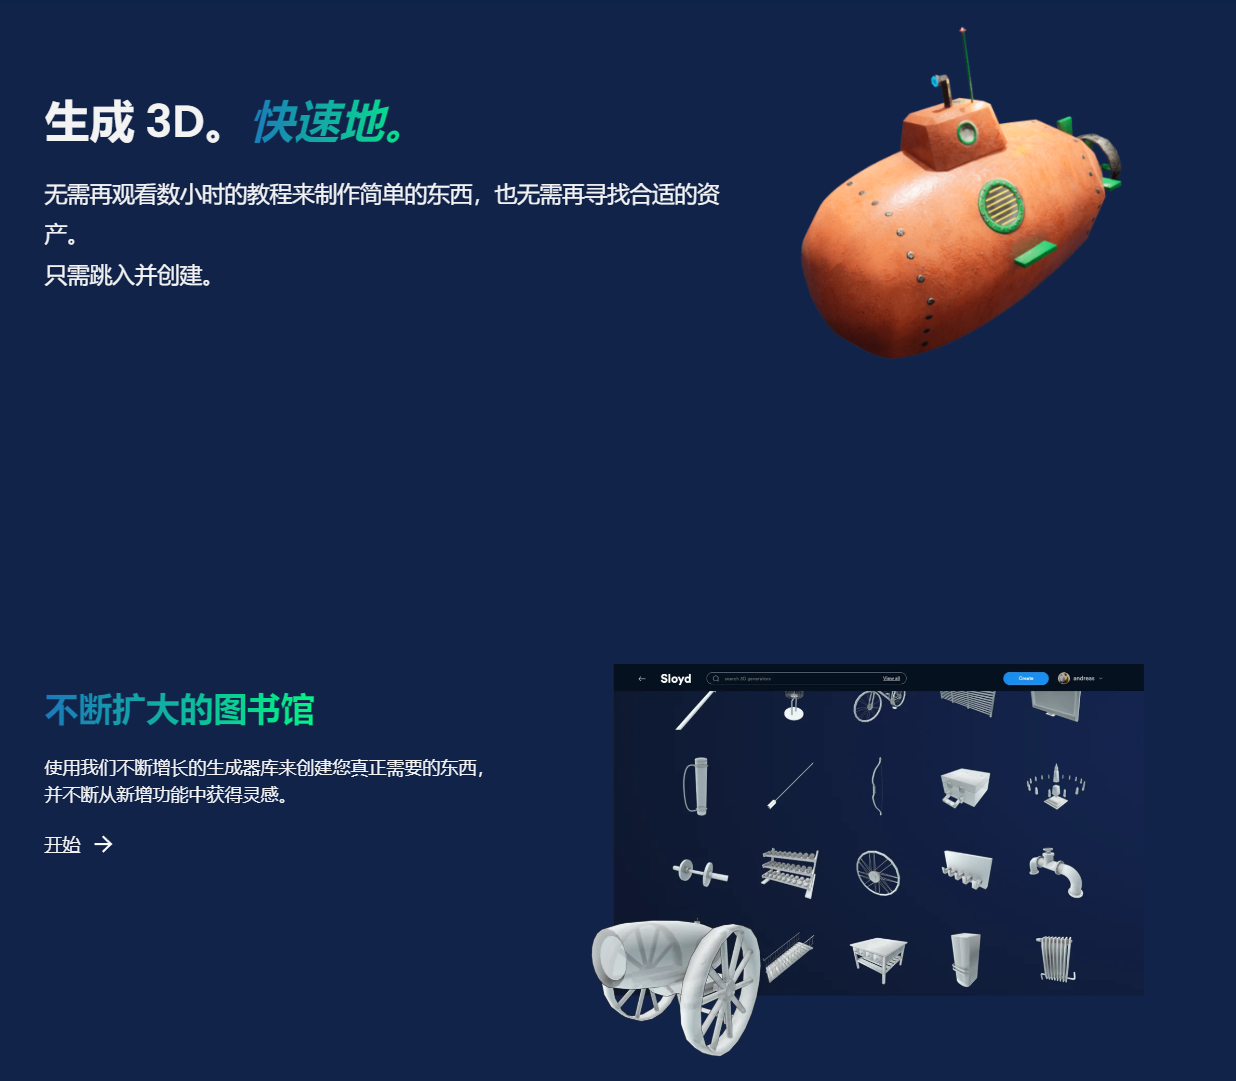 生成 3D。 快速地。
无需再观看数小时的教程来制作简单的东西，也无需再寻找合适的资
产。
只需跳入并创建。
Sloyd search 3D generators View all Create andreas
不断扩大的图书馆
使用我们不断增长的生成器库来创建您真正需要的东西，
并不断从新增功能中获得灵感。
开始